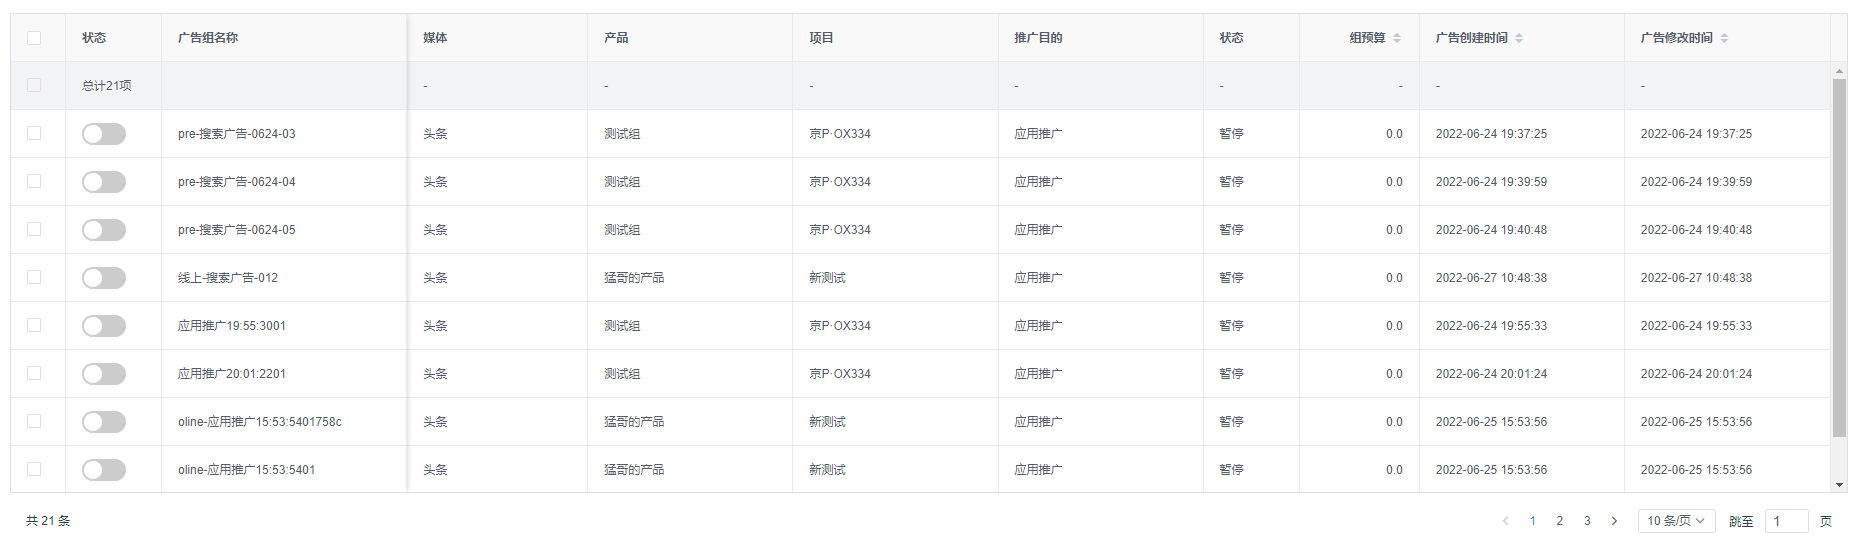 状态 广告组名称 媒体 产品 项目 推广目的 状态 组预算 广告创建时间 广告修改时间
总计21项 - - - - - - - -
pre-搜索广告-0624-03 头条 测试组 京P·OX334 应用推广 暂停 0.0 2022-06-24 19:37:25 2022-06-24 19:37:25
pre-搜索广告-0624-04 头条 测试组 京P·OX334 应用推广 暂停 0.0 2022-06-24 19:39:59 2022-06-24 19:39:59
pre-搜索广告-0624-05 头条 测试组 京P·OX334 应用推广 暂停 0.0 2022-06-24 19:40:48 2022-06-24 19:40:48
线上-搜索广告-012 头条 猛哥的产品 新测试 应用推广 暂停 0.0 2022-06-27 10:48:38 2022-06-27 10:48:38
应用推广19:55:3001 头条 测试组 京P·OX334 应用推广 暂停 0.0 2022-06-24 19:55:33 2022-06-24 19:55:33
应用推广20:01:2201 头条 测试组 京P·OX334 应用推广 暂停 0.0 2022-06-24 20:01:24 2022-06-24 20:01:24
oline-应用推广15:53:5401758c 头条 猛哥的产品 新测试 应用推广 暂停 0.0 2022-06-25 15:53:56 2022-06-25 15:53:56
oline-应用推广15:53:5401 头条 猛哥的产品 新测试 应用推广 暂停 0.0 2022-06-25 15:53:56 2022-06-25 15:53:56
共 21 条 1 2 3 10 条/页 跳至 1 页